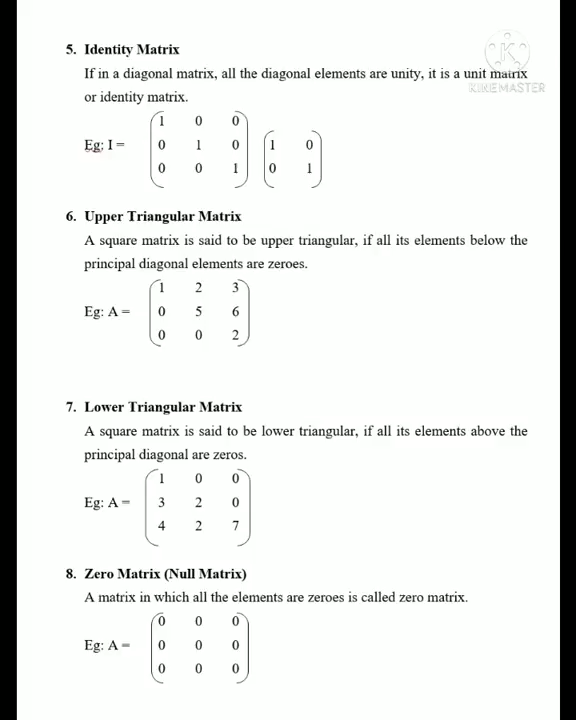 5. Identity Matrix
If in a diagonal matrix, all the diagonal elements are unity, it is a unit matrix
or identity matrix.
1 0 0
Eg: I = 0 1 0 1 0
0 0 1 0 1
6. Upper Triangular Matrix
A square matrix is said to be upper triangular, if all its elements below the
principal diagonal elements are zeroes.
1 2 3
Eg: A = 0 5 6
0 0 2
7. Lower Triangular Matrix
A square matrix is said to be lower triangular, if all its elements above the
principal diagonal are zeros.
1 0 0
Eg: A = 3 2 0
4 2 7
8. Zero Matrix (Null Matrix)
A matrix in which all the elements are zeroes is called zero matrix.
0 0 0
Eg: A = 0 0 0
0 0 0
K
KINEMASTER